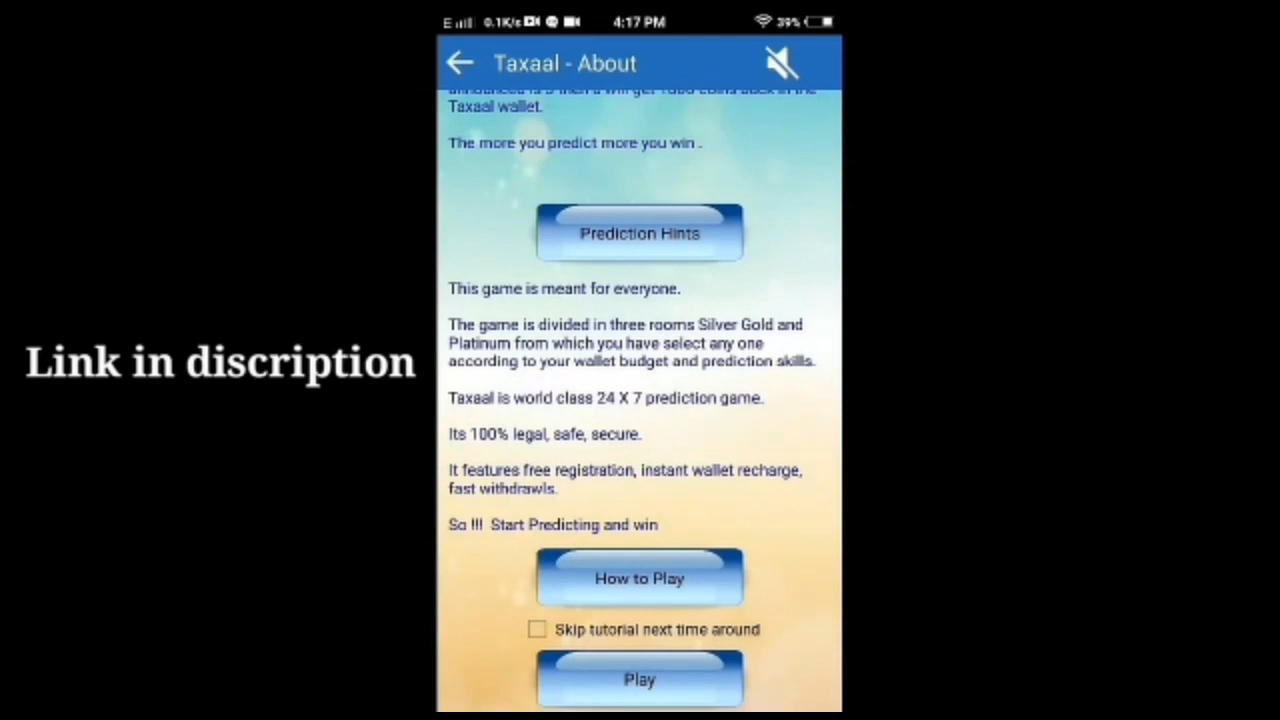 0.1K/s
4:17 PM
39%
Taxaal - About
Taxaal wallet.
The more you predict more you win .
Prediction Hints
This game is meant for everyone.
The game is divided in three rooms Silver Gold and
Platinum from which you have select any one
according to your wallet budget and prediction skills.
Link in discription
Taxaal is world class 24 X 7 prediction game.
Its 100% legal, safe, secure.
It features free registration, instant wallet recharge,
fast withdrawls.
So !!! Start Predicting and win
How to Play
Skip tutorial next time around
Play